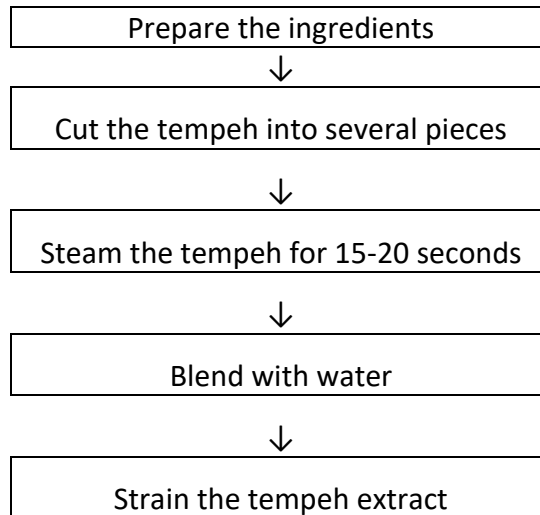 Prepare the ingredients
↓
Cut the tempeh into several pieces
↓
Steam the tempeh for 15-20 seconds
↓
Blend with water
↓
Strain the tempeh extract